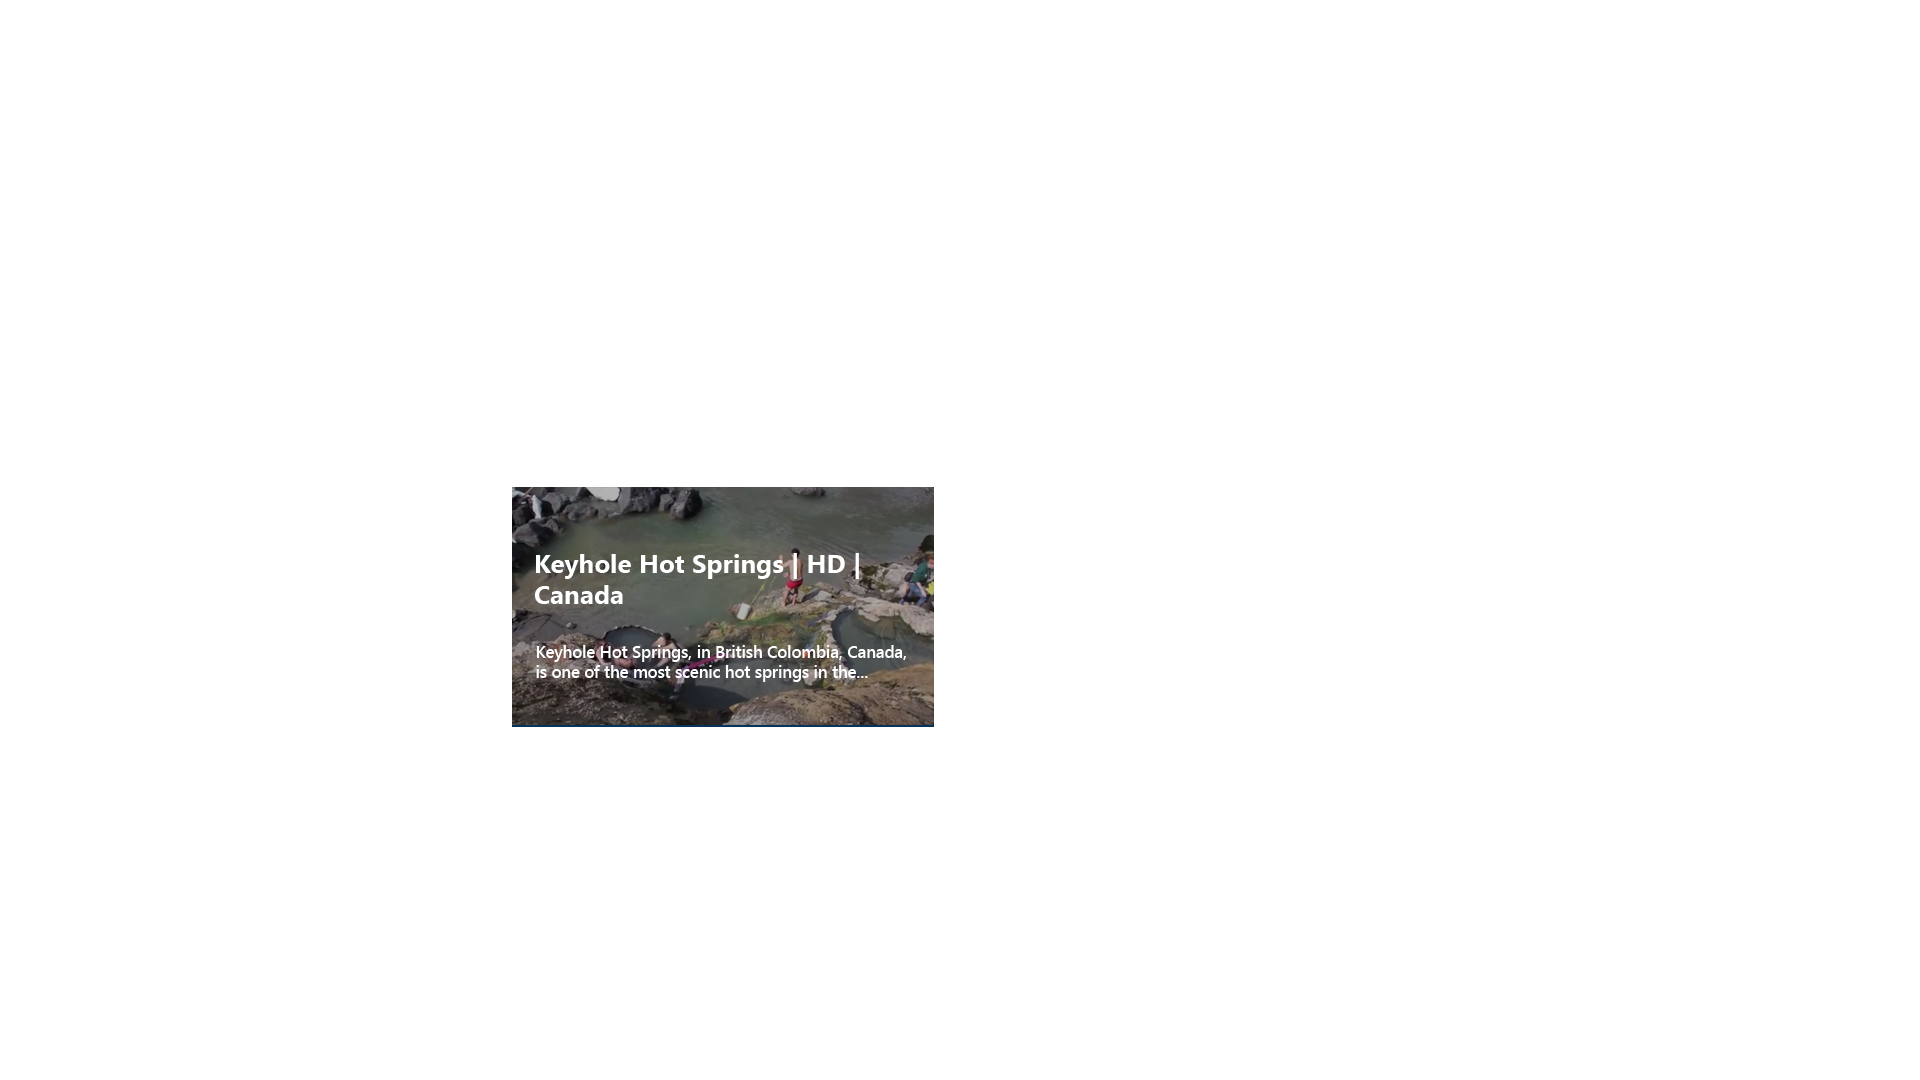 Keyhole Hot Springs | HD |
Canada
Keyhole Hot Springs, in British Colombia, Canada,
is one of the most scenic hot springs in the...